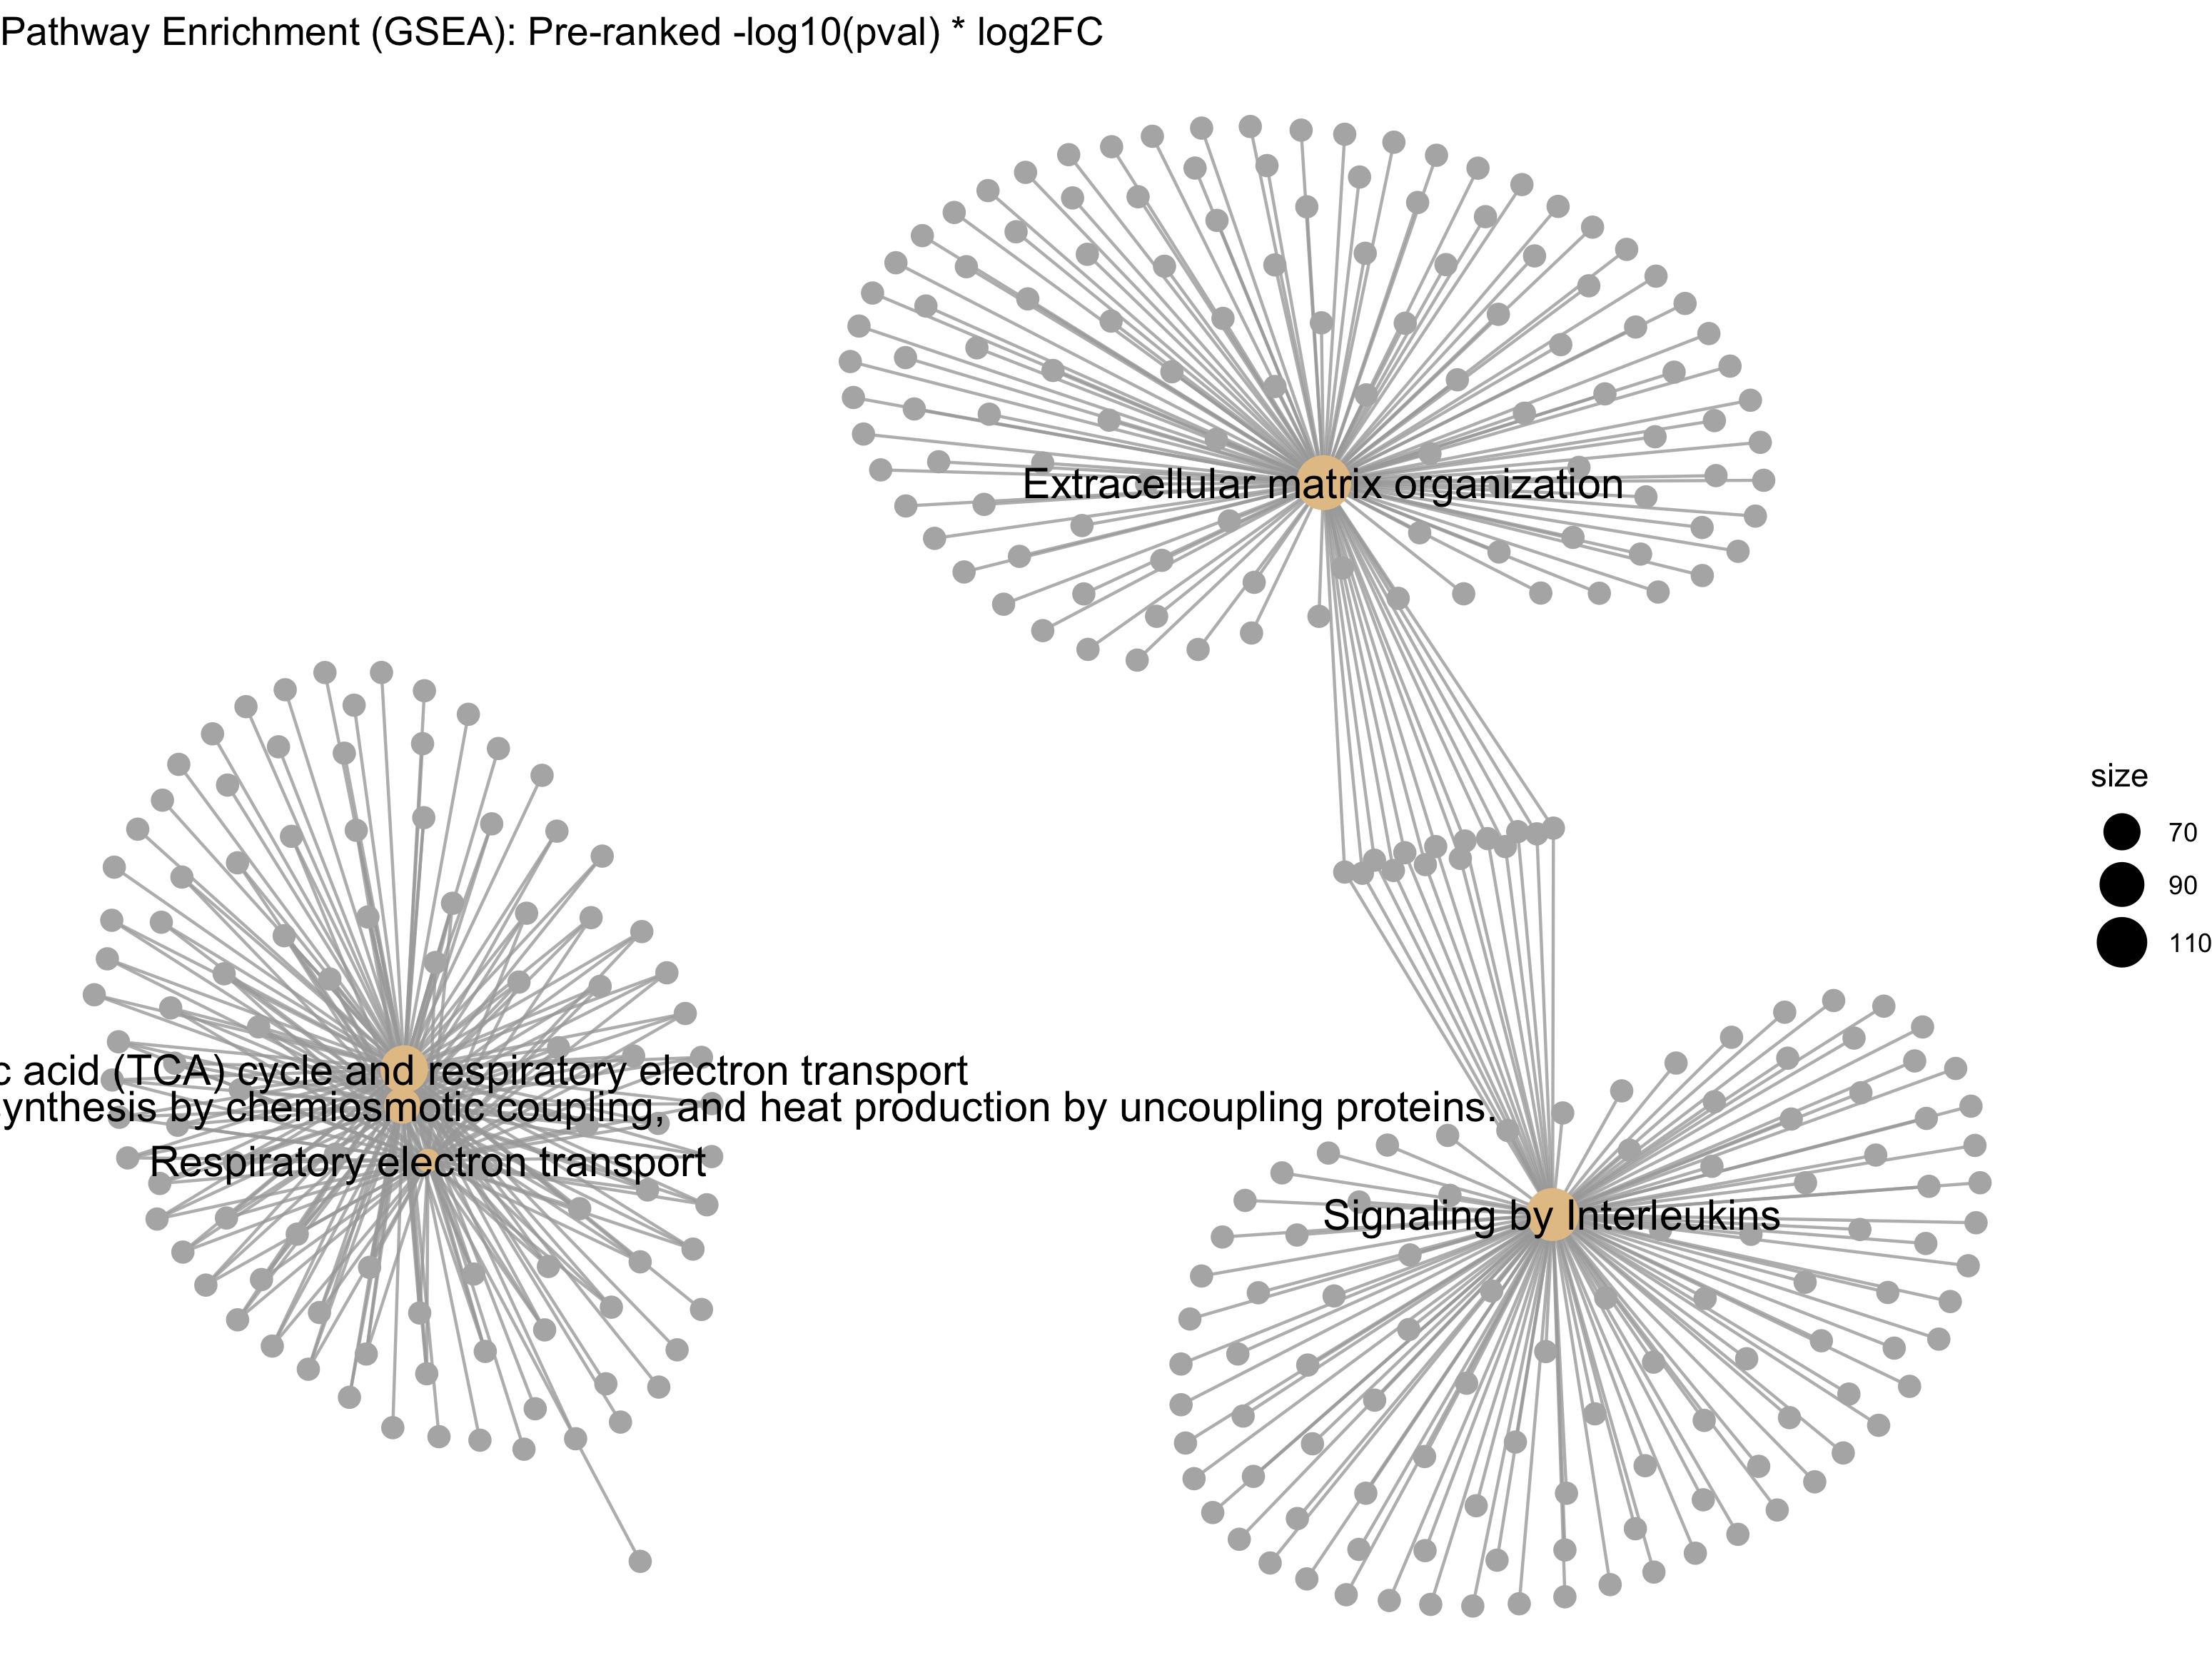 Pathway Enrichment (GSEA): Pre-ranked -log10(pval) * log2FC
Extracellular matrix organization
size
70
90
110
c acid (TCA) cycle and respiratory electron transport
ynthesis by chemiosmotic coupling, and heat production by uncoupling proteins.
Respiratory electron transport
Signaling by Interleukins